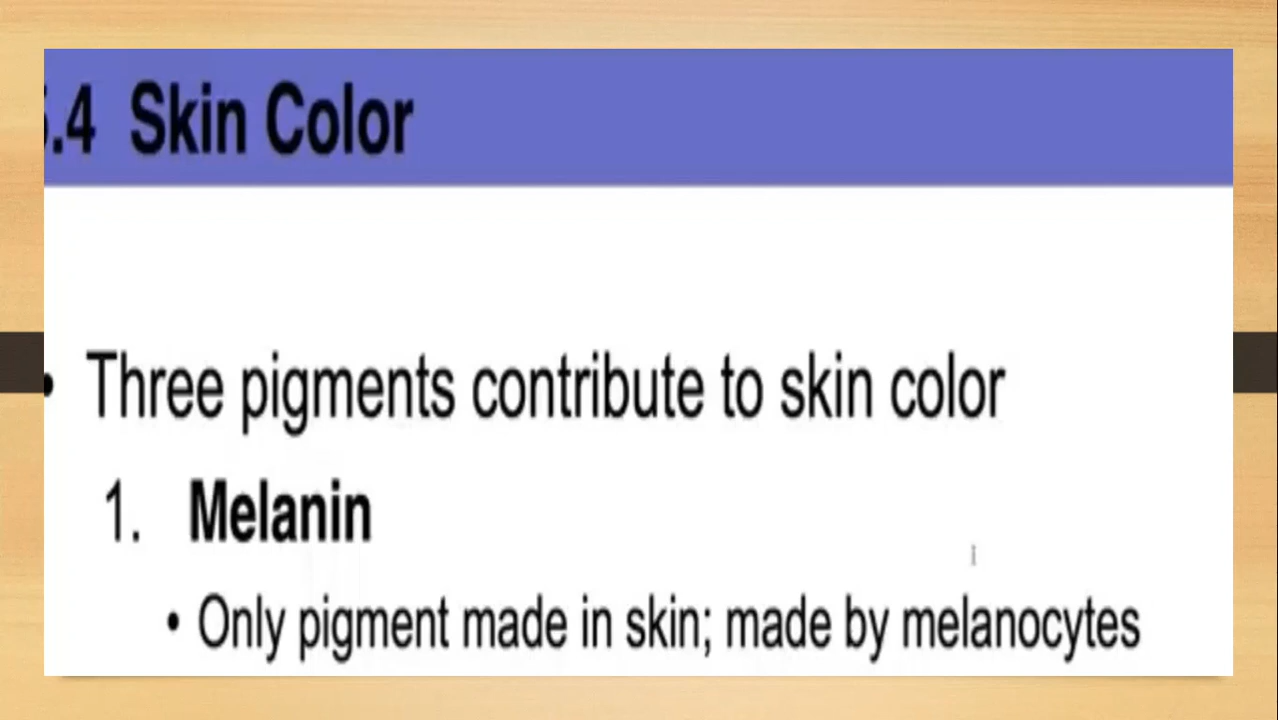 .4 Skin Color
• Three pigments contribute to skin color
1. Melanin
• Only pigment made in skin; made by melanocytes